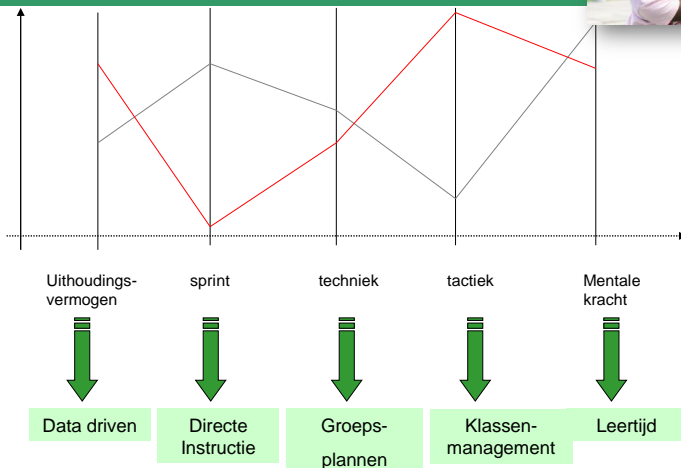 Uithoudings-
vermogen
sprint
techniek
tactiek
Mentale
kracht
Data driven
Directe
Instructie
Groeps-
plannen
Klassen-
management
Leertijd